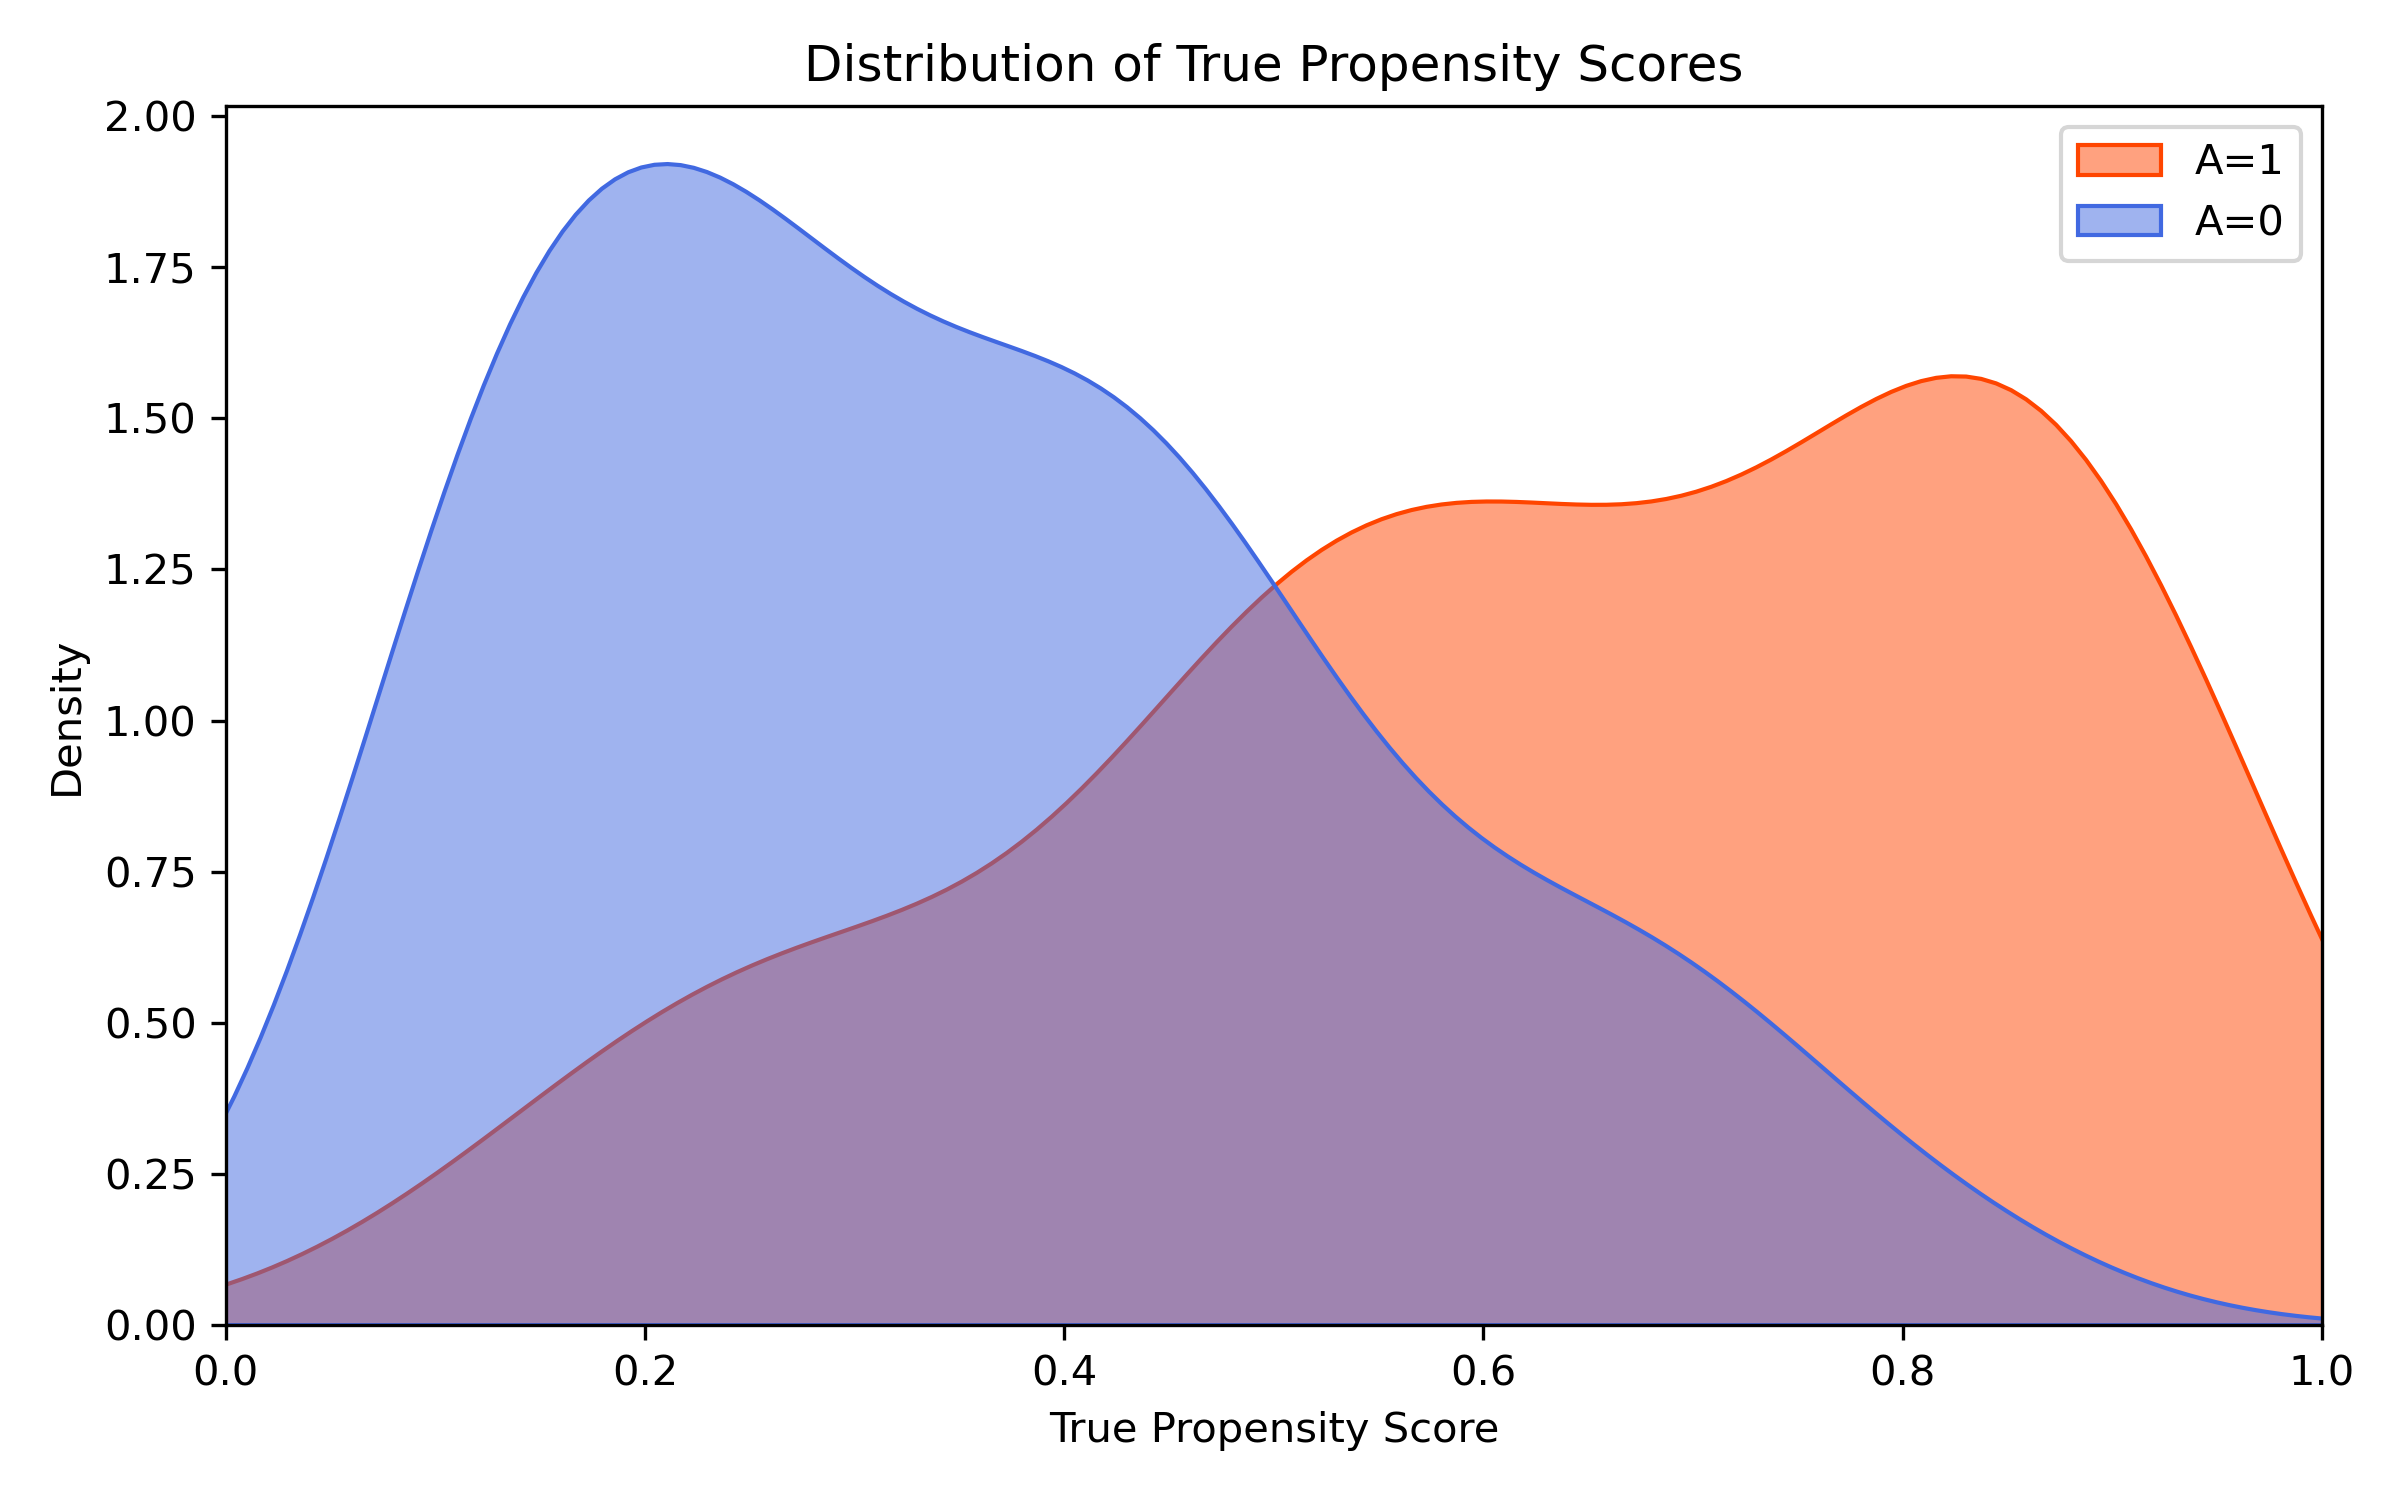 Distribution of True Propensity Scores
A=1
A=0
Density
2.00
1.75
1.50
1.25
1.00
0.75
0.50
0.25
0.00
0.0 0.2 0.4 0.6 0.8 1.0
True Propensity Score